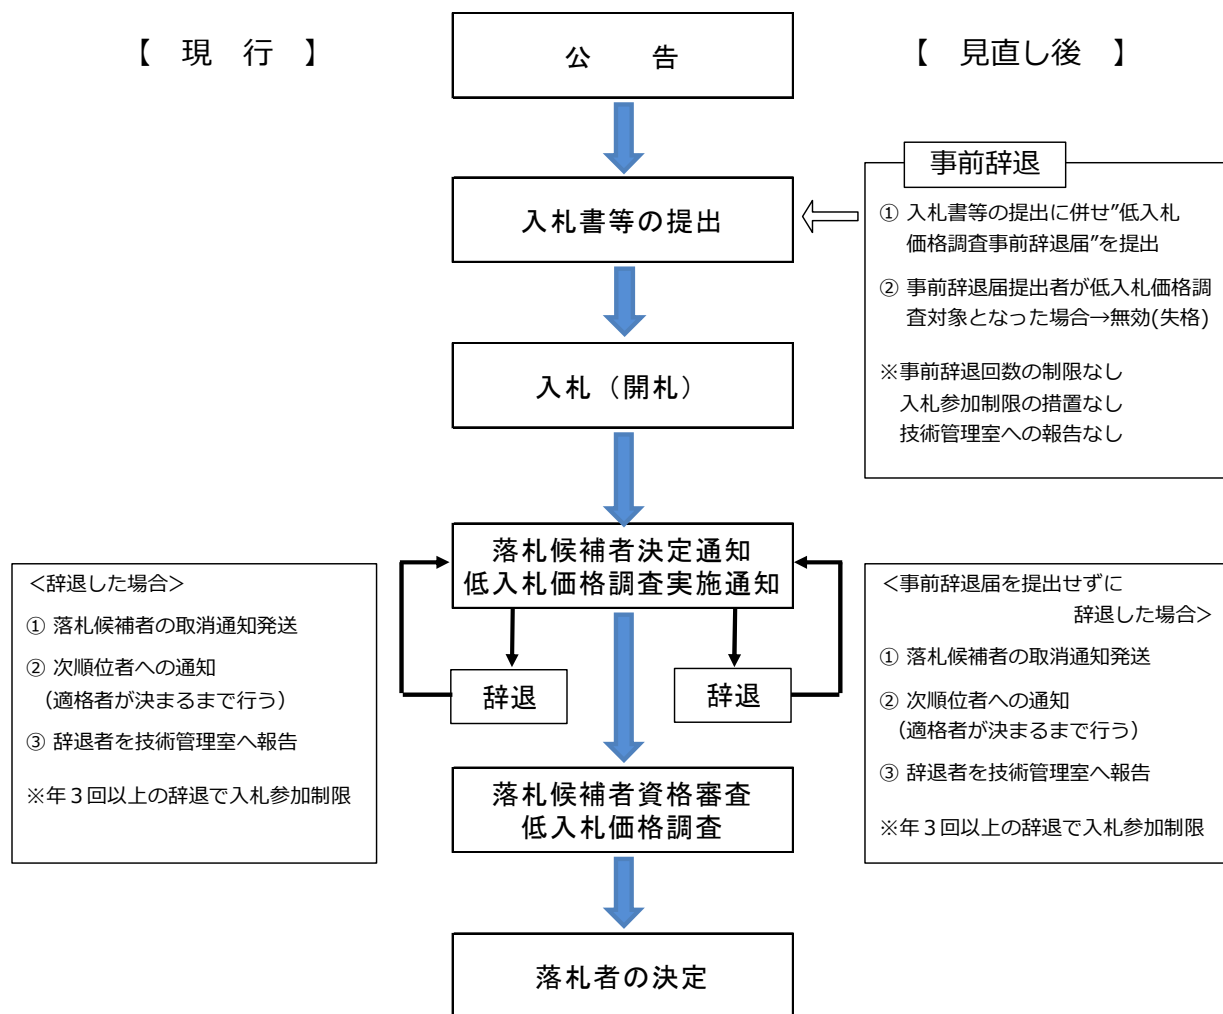 【　現　行　】
公　　告
【　見直し後　】
事前辞退
① 入札書等の提出に併せ”低入札
価格調査事前辞退届”を提出
② 事前辞退届提出者が低入札価格調
査対象となった場合→無効(失格)
※事前辞退回数の制限なし
入札参加制限の措置なし
技術管理室への報告なし
入札書等の提出
入札（開札）
落札候補者決定通知
低入札価格調査実施通知
＜辞退した場合＞
① 落札候補者の取消通知発送
② 次順位者への通知
（適格者が決まるまで行う）
③ 辞退者を技術管理室へ報告
※年３回以上の辞退で入札参加制限
辞退
辞退
＜事前辞退届を提出せずに
辞退した場合＞
① 落札候補者の取消通知発送
② 次順位者への通知
（適格者が決まるまで行う）
③ 辞退者を技術管理室へ報告
※年３回以上の辞退で入札参加制限
落札候補者資格審査
低入札価格調査
落札者の決定